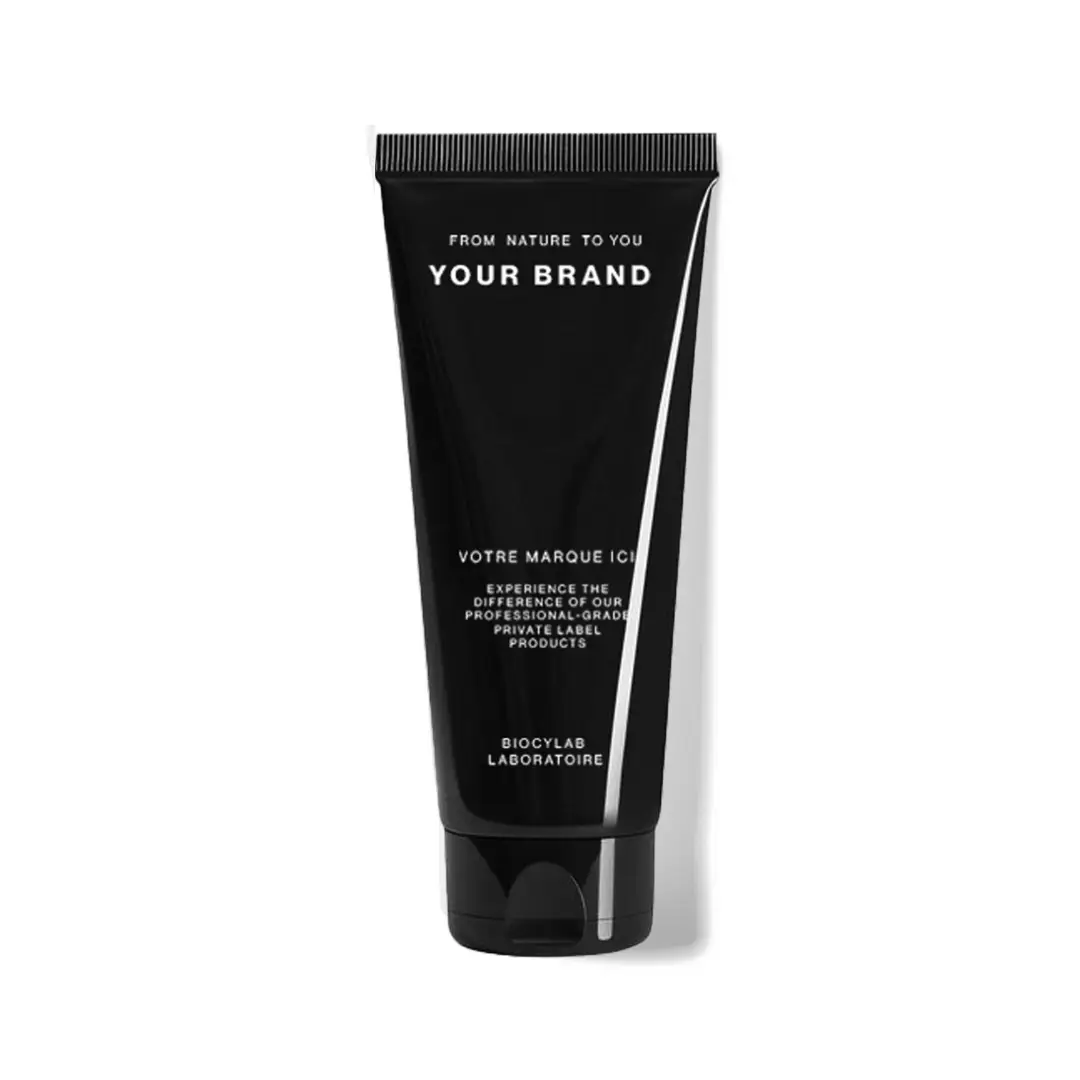 FROM NATURE TO YOU
YOUR BRAND
VOTRE MARQUE ICI
EXPERIENCE THE
DIFFERENCE OF OUR
PROFESSIONAL-GRADE
PRIVATE LABEL
PRODUCTS
BIOCYLAB
LABORATOIRE